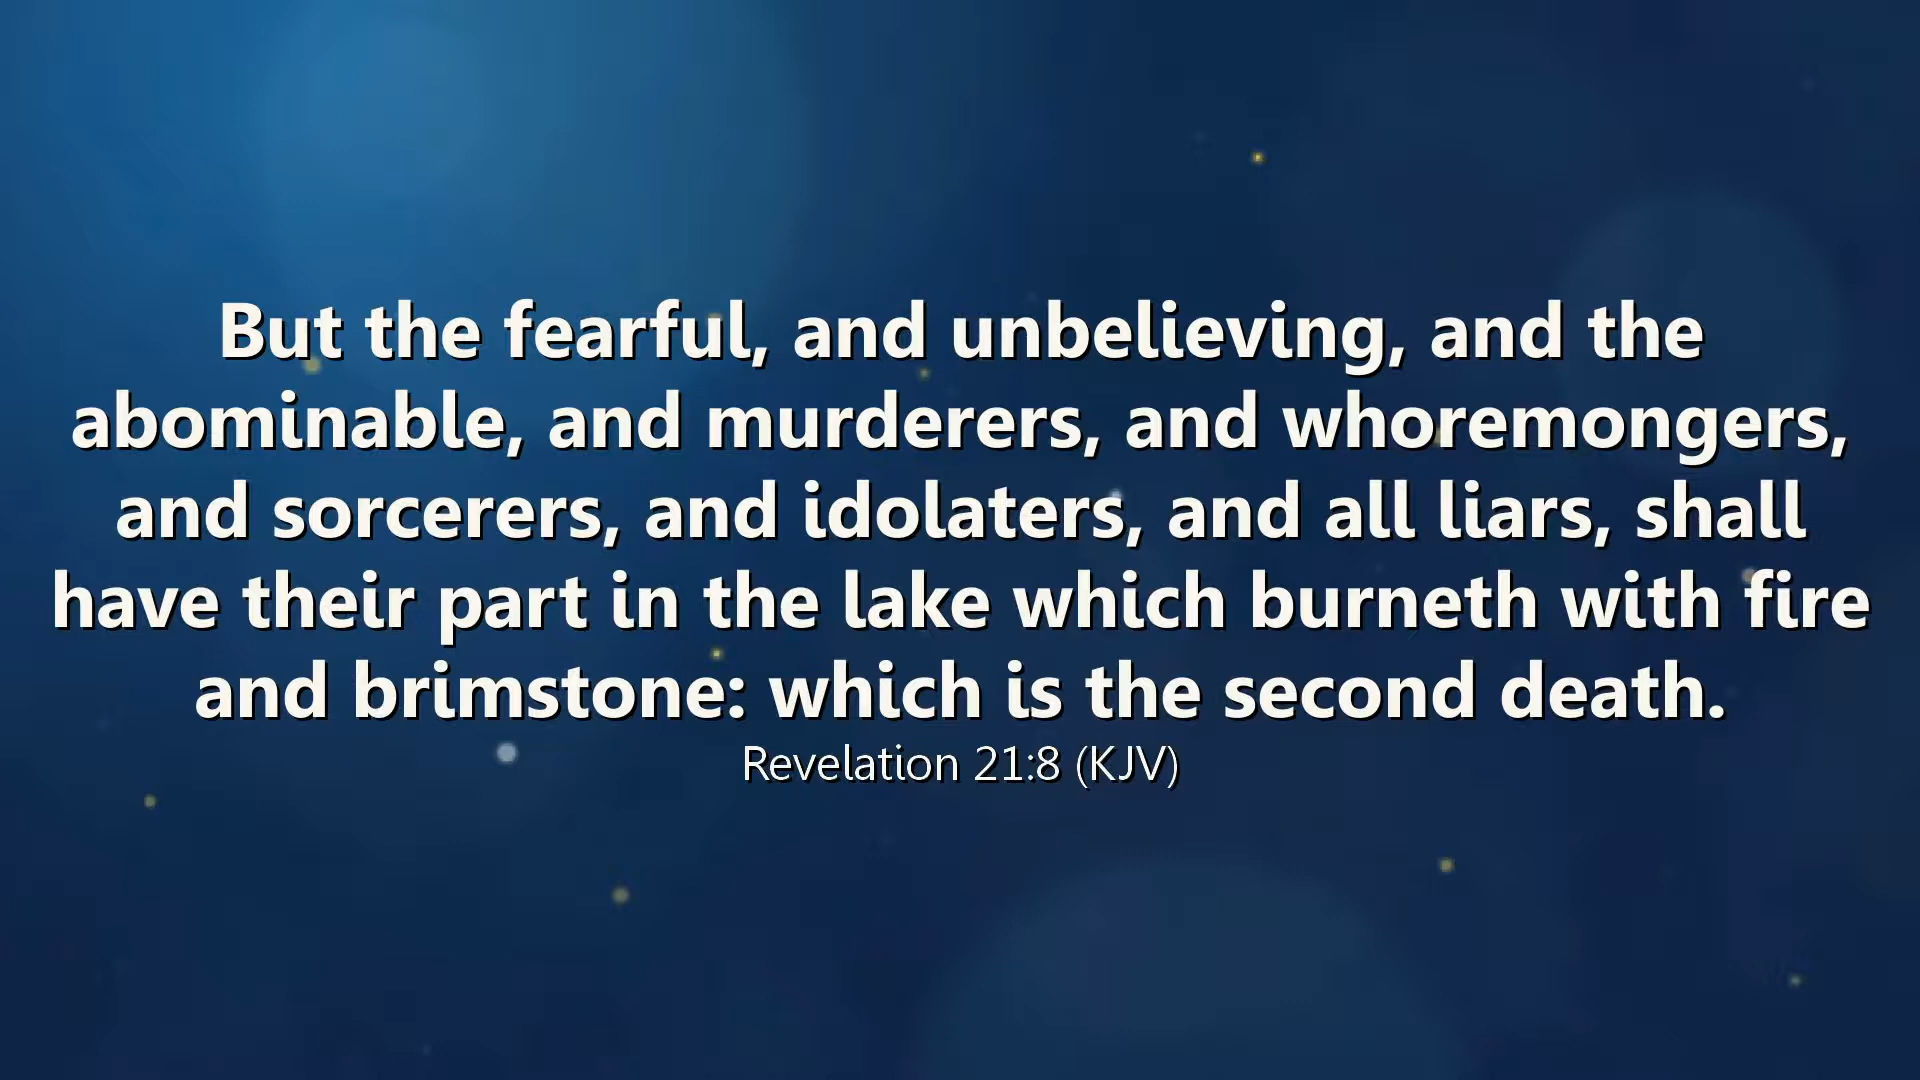 But the fearful, and unbelieving, and the
abominable, and murderers, and whoremongers,
and sorcerers, and idolaters, and all liars, shall
have their part in the lake which burneth with fire
and brimstone: which is the second death.
Revelation 21:8 (KJV)